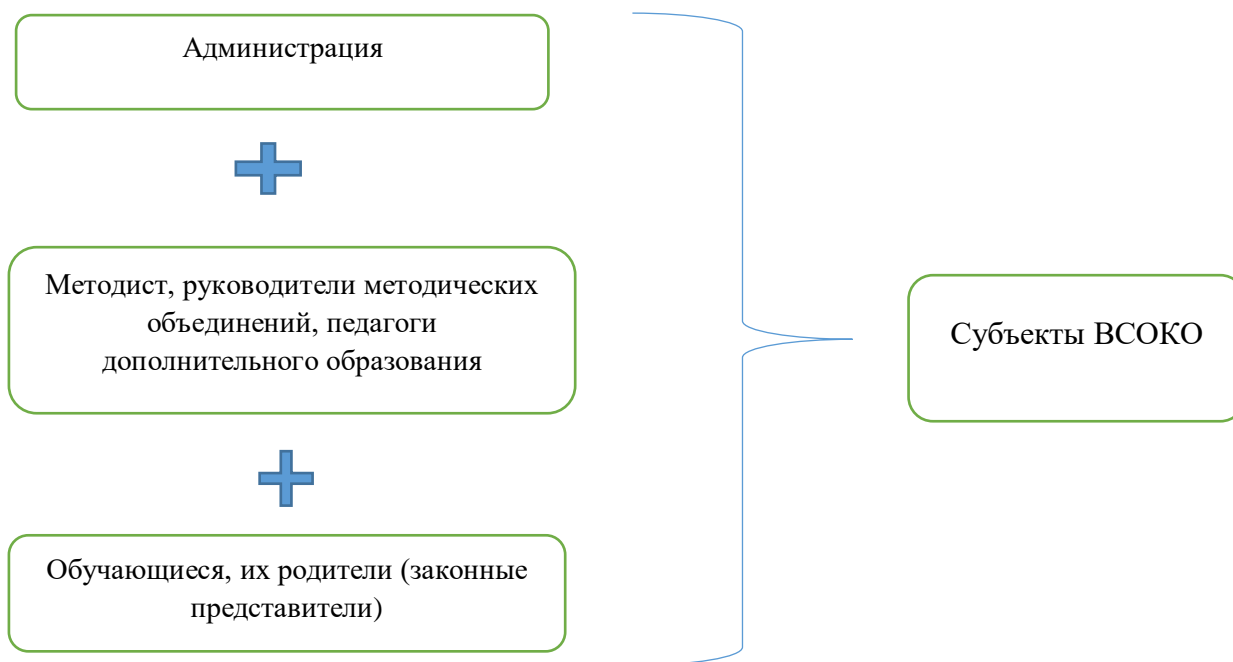 Администрация
Методист, руководители методических
объединений, педагоги
дополнительного образования
Обучающиеся, их родители (законные
представители)
Субъекты ВСОКО